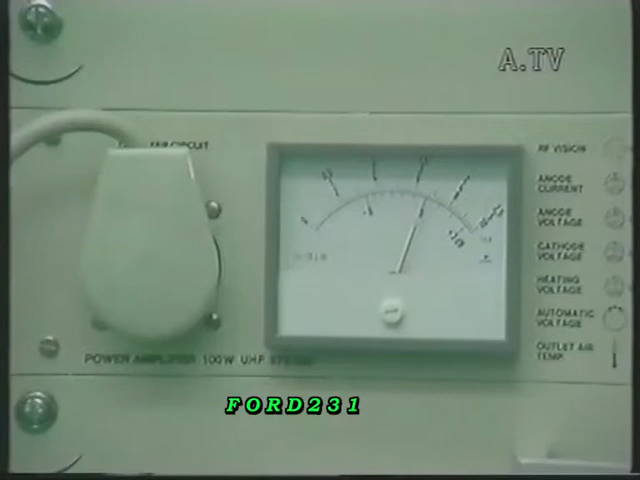 A.TV
RF VISION
ANODE
CURRENT
ANODE
VOLTAGE
CATHODE
VOLTAGE
HEATING
VOLTAGE
AUTOMATIC
VOLTAGE
OUTLET AIR
TEMP.
POWER AMPLIFIER 100W U.H.F.
FORD231